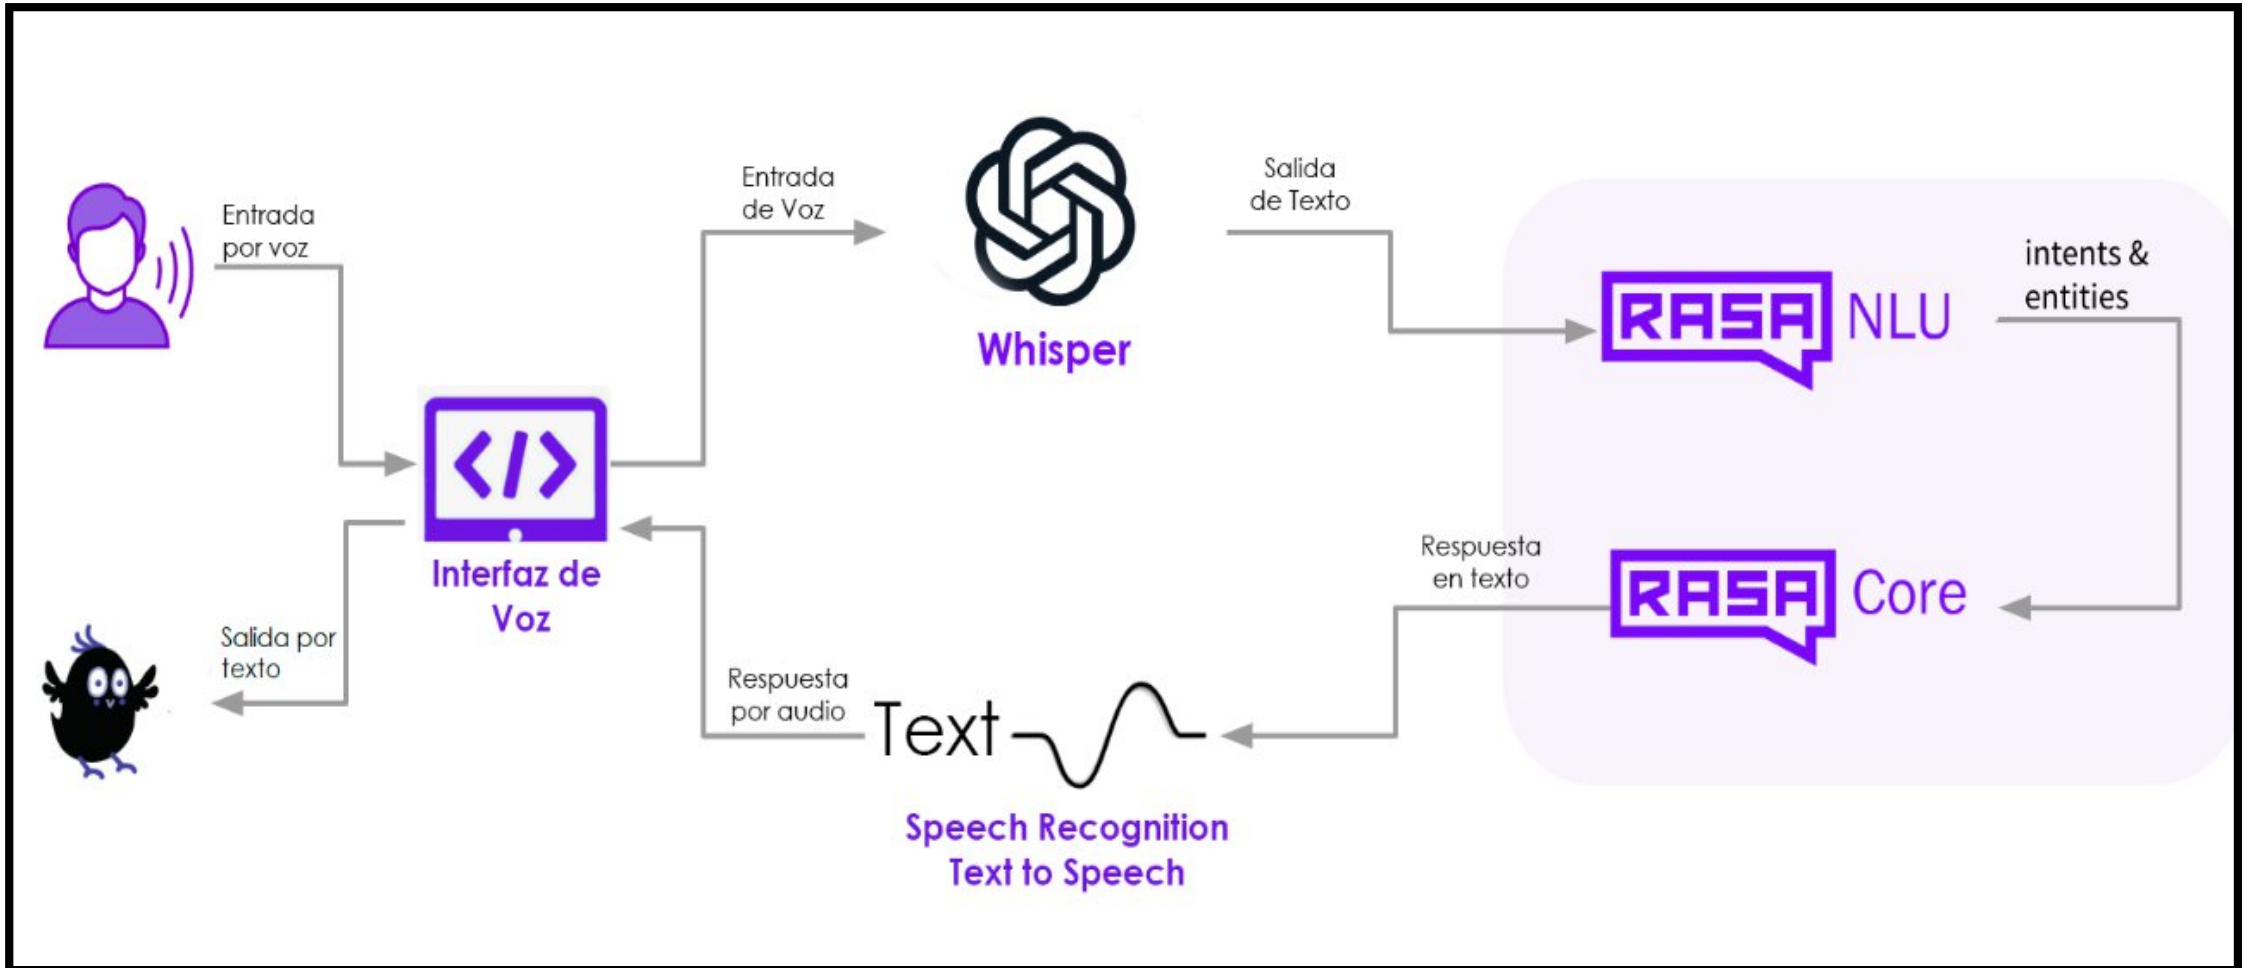 Entrada
por voz
Entrada
de Voz
Whisper
Salida
de Texto
RASA NLU
intents &
entities
</>
Interfaz de
Voz
Respuesta
en texto
RASA Core
Salida por
texto
Respuesta
por audio
Text
Speech Recognition
Text to Speech